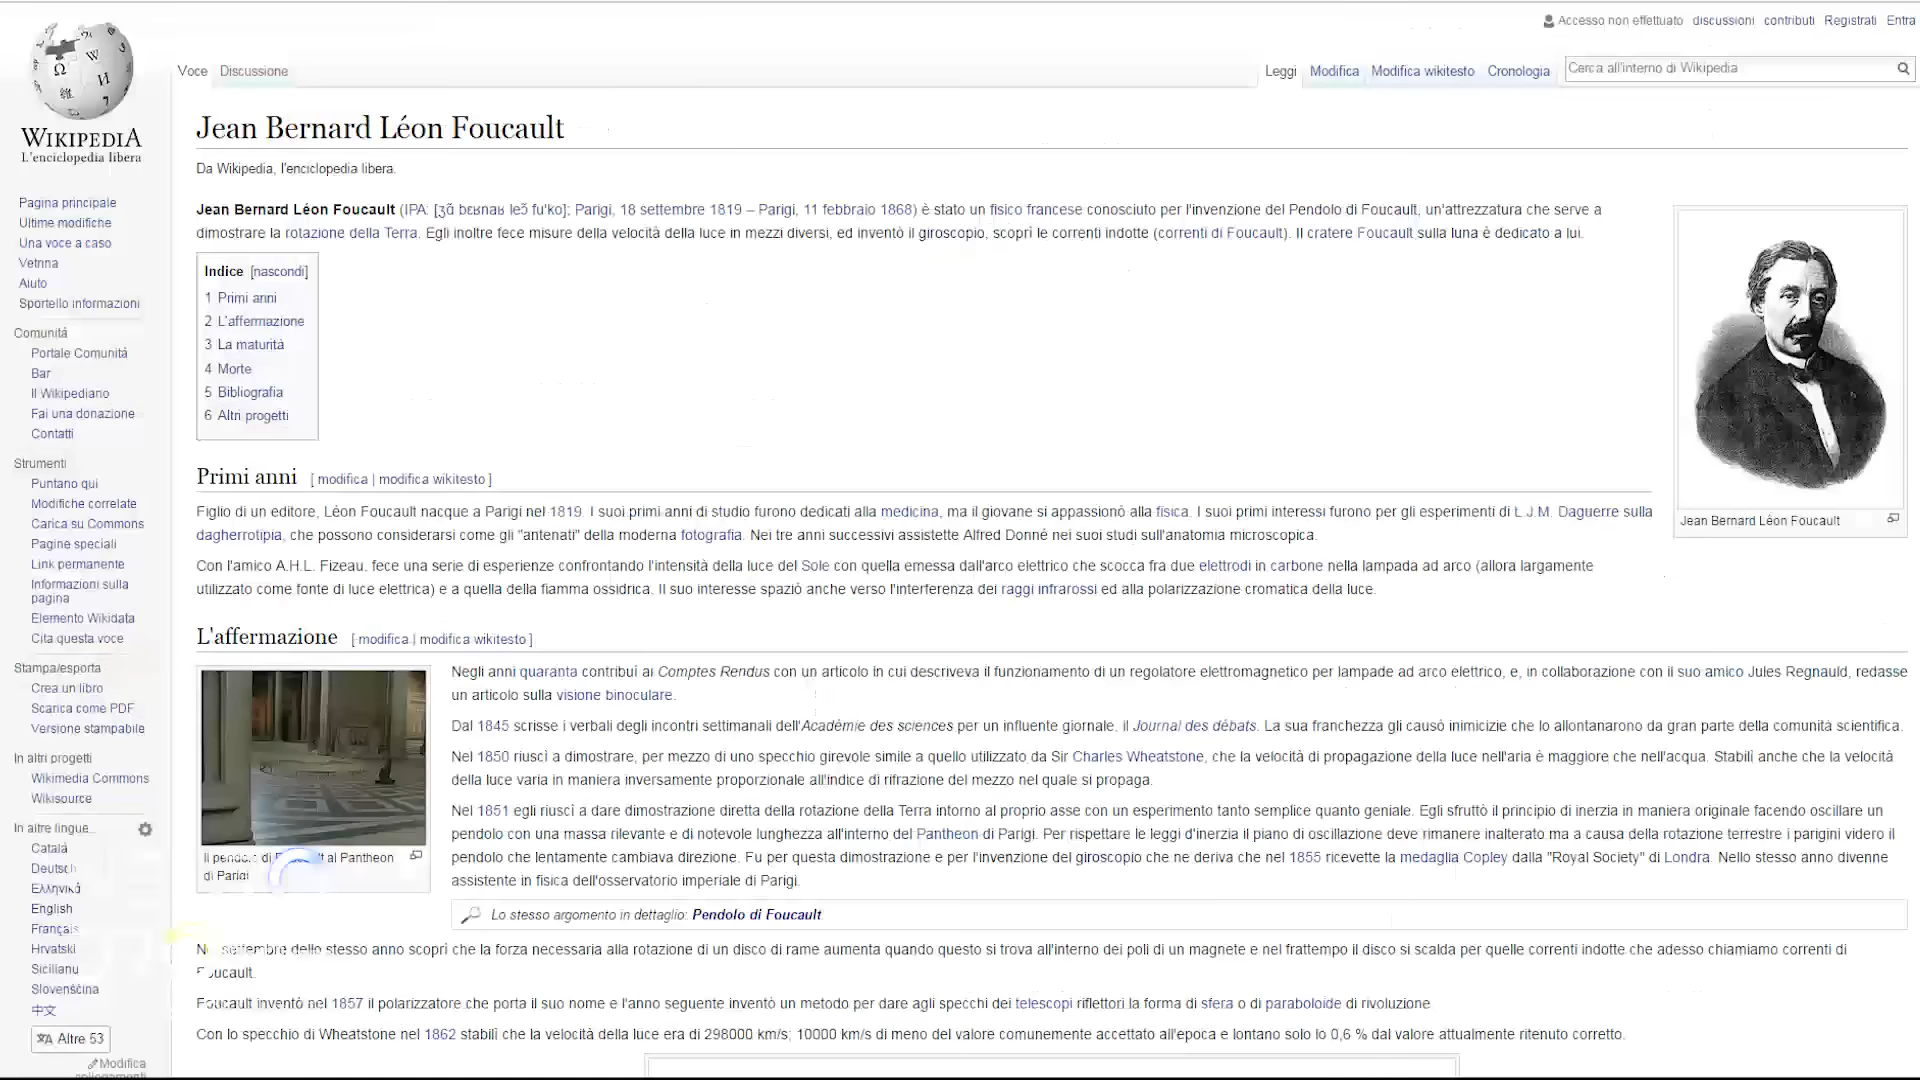 Accesso non effettuato discussioni contributi Registrati Entra
Voce Discussione
Leggi Modifica Modifica wikitesto Cronologia Cerca all'interno di Wikipedia
WIKIPEDIA
L'enciclopedia libera
Pagina principale
Ultime modifiche
Una voce a caso
Vetrina
Aiuto
Sportello informazioni
Comunità
Portale Comunità
Bar
Il Wikipediano
Fai una donazione
Contatti
Strumenti
Puntano qui
Modifiche correlate
Carica su Commons
Pagine speciali
Link permanente
Informazioni sulla
pagina
Elemento Wikidata
Cita questa voce
Stampa/esporta
Crea un libro
Scarica come PDF
Versione stampabile
In altri progetti
Wikimedia Commons
Wikisource
In altre lingue
Català
Deutsch
Ελληνικά
English
Français
Hrvatski
Sicilianu
Slovenščina
中文
Altre 53
Modifica
collegamenti
Jean Bernard Léon Foucault
Da Wikipedia, l'enciclopedia libera.
Jean Bernard Léon Foucault (IPA: [ʒɑ̃ bɛʁnaʁ leɔ̃ fu'ko]; Parigi, 18 settembre 1819 – Parigi, 11 febbraio 1868) è stato un fisico francese conosciuto per l'invenzione del Pendolo di Foucault, un'attrezzatura che serve a
dimostrare la rotazione della Terra. Egli inoltre fece misure della velocità della luce in mezzi diversi, ed inventò il giroscopio, scoprì le correnti indotte (correnti di Foucault). Il cratere Foucault sulla luna è dedicato a lui.
Indice [nascondi]
1 Primi anni
2 L'affermazione
3 La maturità
4 Morte
5 Bibliografia
6 Altri progetti
Jean Bernard Léon Foucault
Primi anni [ modifica | modifica wikitesto ]
Figlio di un editore, Léon Foucault nacque a Parigi nel 1819. I suoi primi anni di studio furono dedicati alla medicina, ma il giovane si appassionò alla fisica. I suoi primi interessi furono per gli esperimenti di L.J.M. Daguerre sulla
dagherrotipia, che possono considerarsi come gli "antenati" della moderna fotografia. Nei tre anni successivi assistette Alfred Donné nei suoi studi sull'anatomia microscopica.
Con l'amico A.H.L. Fizeau, fece una serie di esperienze confrontando l'intensità della luce del Sole con quella emessa dall'arco elettrico che scocca fra due elettrodi in carbone nella lampada ad arco (allora largamente
utilizzato come fonte di luce elettrica) e a quella della fiamma ossidrica. Il suo interesse spaziò anche verso l'interferenza dei raggi infrarossi ed alla polarizzazione cromatica della luce.
L'affermazione [ modifica | modifica wikitesto ]
Negli anni quaranta contribuì ai Comptes Rendus con un articolo in cui descriveva il funzionamento di un regolatore elettromagnetico per lampade ad arco elettrico, e, in collaborazione con il suo amico Jules Regnauld, redasse
un articolo sulla visione binoculare.
Dal 1845 scrisse i verbali degli incontri settimanali dell'Académie des sciences per un influente giornale, il Journal des débats. La sua franchezza gli causò inimicizie che lo allontanarono da gran parte della comunità scientifica.
Nel 1850 riuscì a dimostrare, per mezzo di uno specchio girevole simile a quello utilizzato da Sir Charles Wheatstone, che la velocità di propagazione della luce nell'aria è maggiore che nell'acqua. Stabilì anche che la velocità
della luce varia in maniera inversamente proporzionale all'indice di rifrazione del mezzo nel quale si propaga.
Nel 1851 egli riuscì a dare dimostrazione diretta della rotazione della Terra intorno al proprio asse con un esperimento tanto semplice quanto geniale. Egli sfruttò il principio di inerzia in maniera originale facendo oscillare un
pendolo con una massa rilevante e di notevole lunghezza all'interno del Pantheon di Parigi. Per rispettare le leggi d'inerzia il piano di oscillazione deve rimanere inalterato ma a causa della rotazione terrestre i parigini videro il
pendolo che lentamente cambiava direzione. Fu per questa dimostrazione e per l'invenzione del giroscopio che ne deriva che nel 1855 ricevette la medaglia Copley dalla "Royal Society" di Londra. Nello stesso anno divenne
assistente in fisica dell'osservatorio imperiale di Parigi.
Il pendolo di al Pantheon
di Parigi
Lo stesso argomento in dettaglio: Pendolo di Foucault
settembre dello stesso anno scoprì che la forza necessaria alla rotazione di un disco di rame aumenta quando questo si trova all'interno dei poli di un magnete e nel frattempo il disco si scalda per quelle correnti indotte che adesso chiamiamo correnti di
Foucault.
Foucault inventò nel 1857 il polarizzatore che porta il suo nome e l'anno seguente inventò un metodo per dare agli specchi dei telescopi riflettori la forma di sfera o di paraboloide di rivoluzione
Con lo specchio di Wheatstone nel 1862 stabilì che la velocità della luce era di 298000 km/s; 10000 km/s di meno del valore comunemente accettato all'epoca e lontano solo lo 0,6 % dal valore attualmente ritenuto corretto.